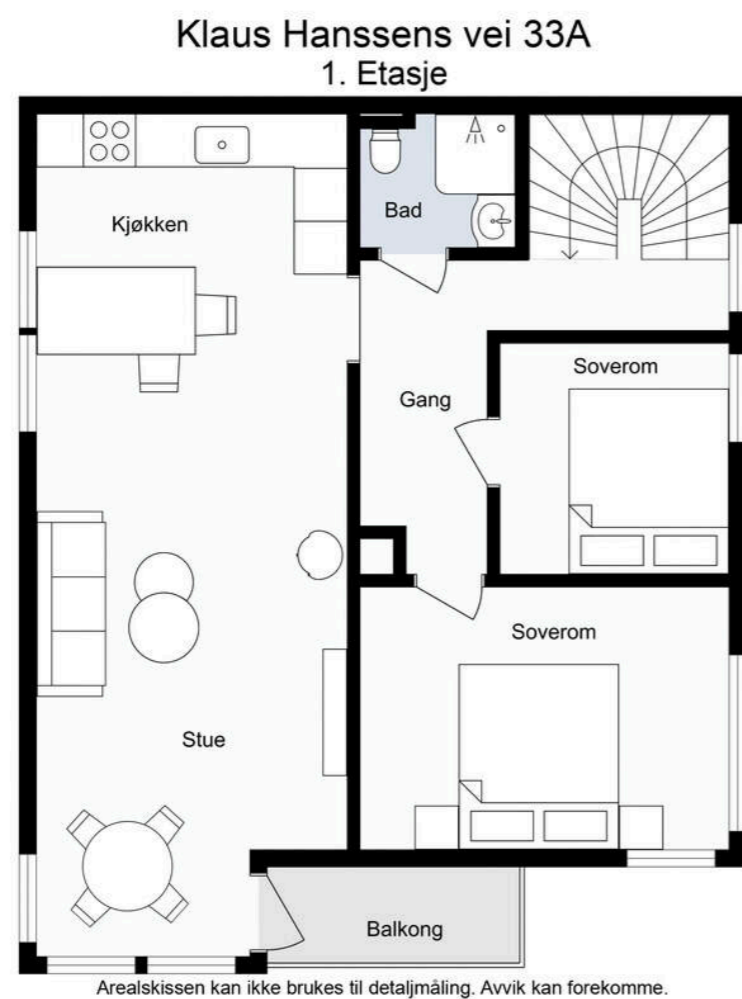 Klaus Hanssens vei 33A
1. Etasje
Bad
Kjøkken
Soverom
Gang
Soverom
Stue
Balkong
Arealskissen kan ikke brukes til detaljmåling. Avvik kan forekomme.